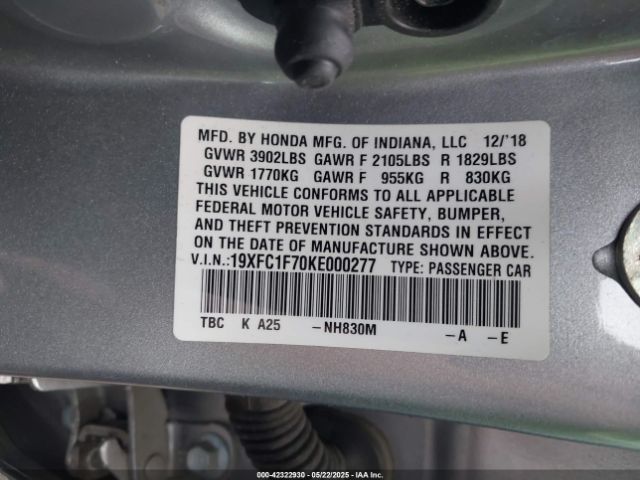 MFD. BY HONDA MFG. OF INDIANA, LLC 12/'18
GVWR 3902LBS GAWR F 2105LBS R 1829LBS
GVWR 1770KG GAWR F 955KG R 830KG
THIS VEHICLE CONFORMS TO ALL APPLICABLE
FEDERAL MOTOR VEHICLE SAFETY, BUMPER,
AND THEFT PREVENTION STANDARDS IN EFFECT
ON THE DATE OF MANUFACTURE SHOWN ABOVE.
V.I.N.:19XFC1F70KE000277 TYPE: PASSENGER CAR
TBC K A25 -NH830M -A -E
000-42322930 - 05/22/2025 - IAA Inc.